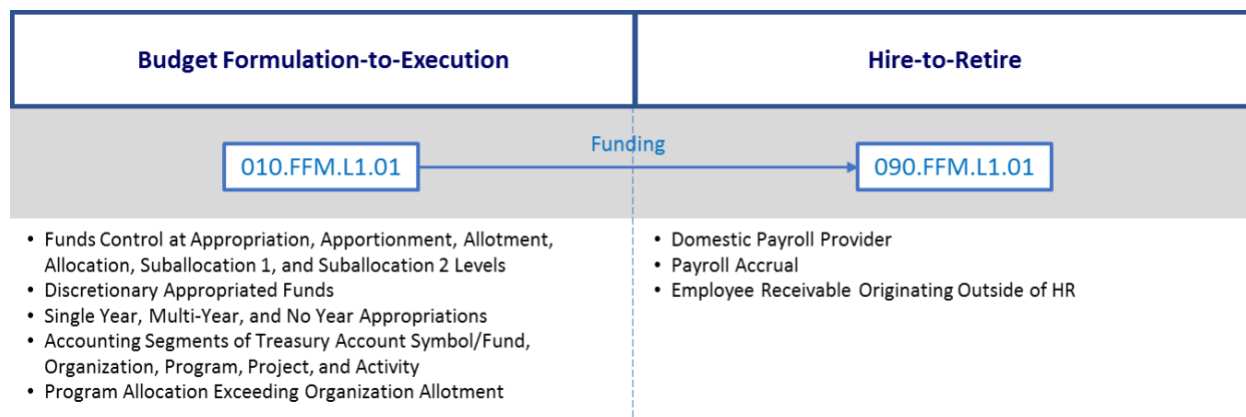 Budget Formulation-to-Execution
Hire-to-Retire
Funding
010.FFM.L1.01
090.FFM.L1.01
• Funds Control at Appropriation, Apportionment, Allotment,
Allocation, Suballocation 1, and Suballocation 2 Levels
• Discretionary Appropriated Funds
• Single Year, Multi-Year, and No Year Appropriations
• Accounting Segments of Treasury Account Symbol/Fund,
Organization, Program, Project, and Activity
• Program Allocation Exceeding Organization Allotment
• Domestic Payroll Provider
• Payroll Accrual
• Employee Receivable Originating Outside of HR